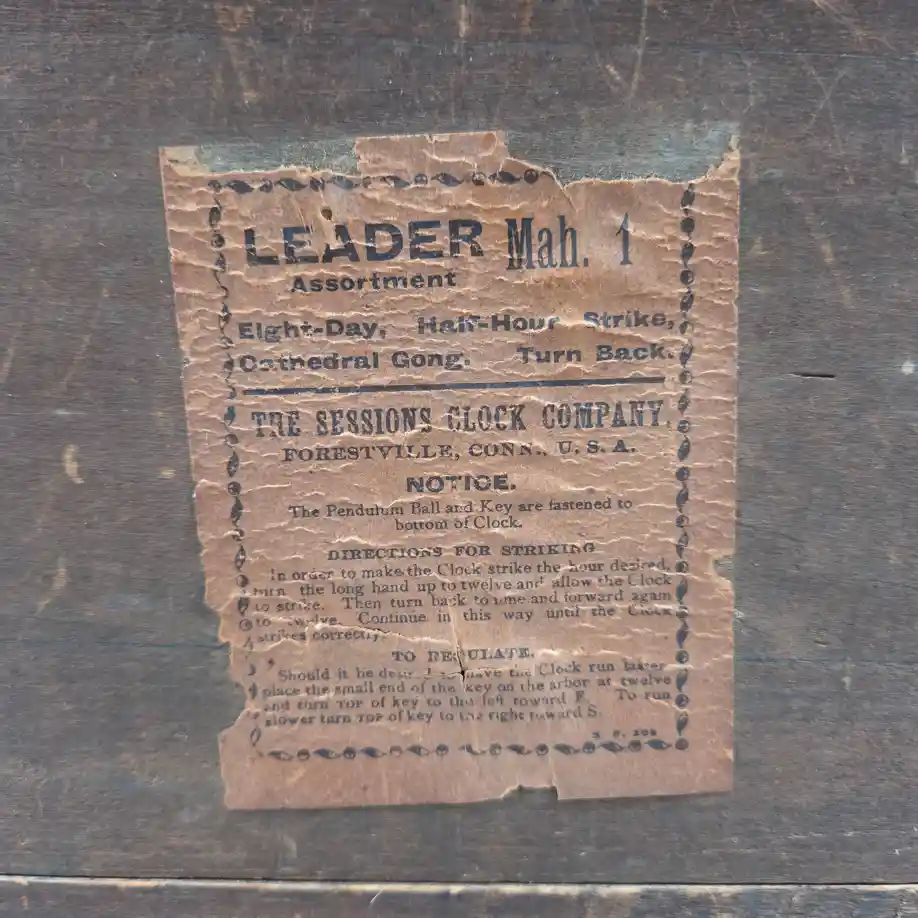 LEADER Mah. 1
Assortment
Eight-Day, Half-Hour Strike,
Cathedral Gong. Turn Back.
THE SESSIONS CLOCK COMPANY,
FORESTVILLE, CONN., U. S. A.
NOTICE.
The Pendulum Ball and Key are fastened to
bottom of Clock.
DIRECTIONS FOR STRIKING
In order to make the Clock strike the hour desired,
turn the long hand up to twelve and allow the Clock
to strike. Then turn back to nine and forward again
to twelve. Continue in this way until the Clock
strikes correctly.
TO REGULATE.
Should it be desired to have the Clock run faster
place the small end of the key on the arbor at twelve
and turn TOP of key to the left toward F. To run
slower turn TOP of key to the right toward S.